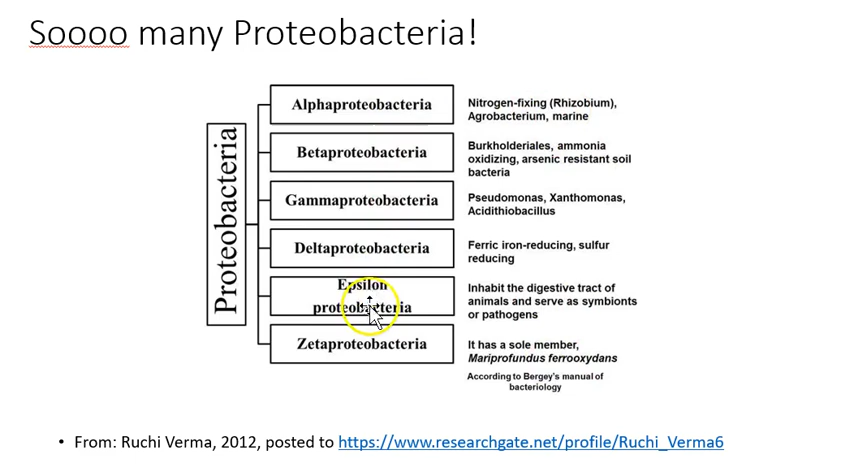 Soooo many Proteobacteria!
Proteobacteria
Alphaproteobacteria
Nitrogen-fixing (Rhizobium),
Agrobacterium, marine
Betaproteobacteria
Burkholderiales, ammonia
oxidizing, arsenic resistant soil
bacteria
Gammaproteobacteria
Pseudomonas, Xanthomonas,
Acidithiobacillus
Deltaproteobacteria
Ferric iron-reducing, sulfur
reducing
Epsilon
proteobacteria
Inhabit the digestive tract of
animals and serve as symbionts
or pathogens
Zetaproteobacteria
It has a sole member,
Mariprofundus ferrooxydans
According to Bergey's manual of
bacteriology
• From: Ruchi Verma, 2012, posted to https://www.researchgate.net/profile/Ruchi_Verma6